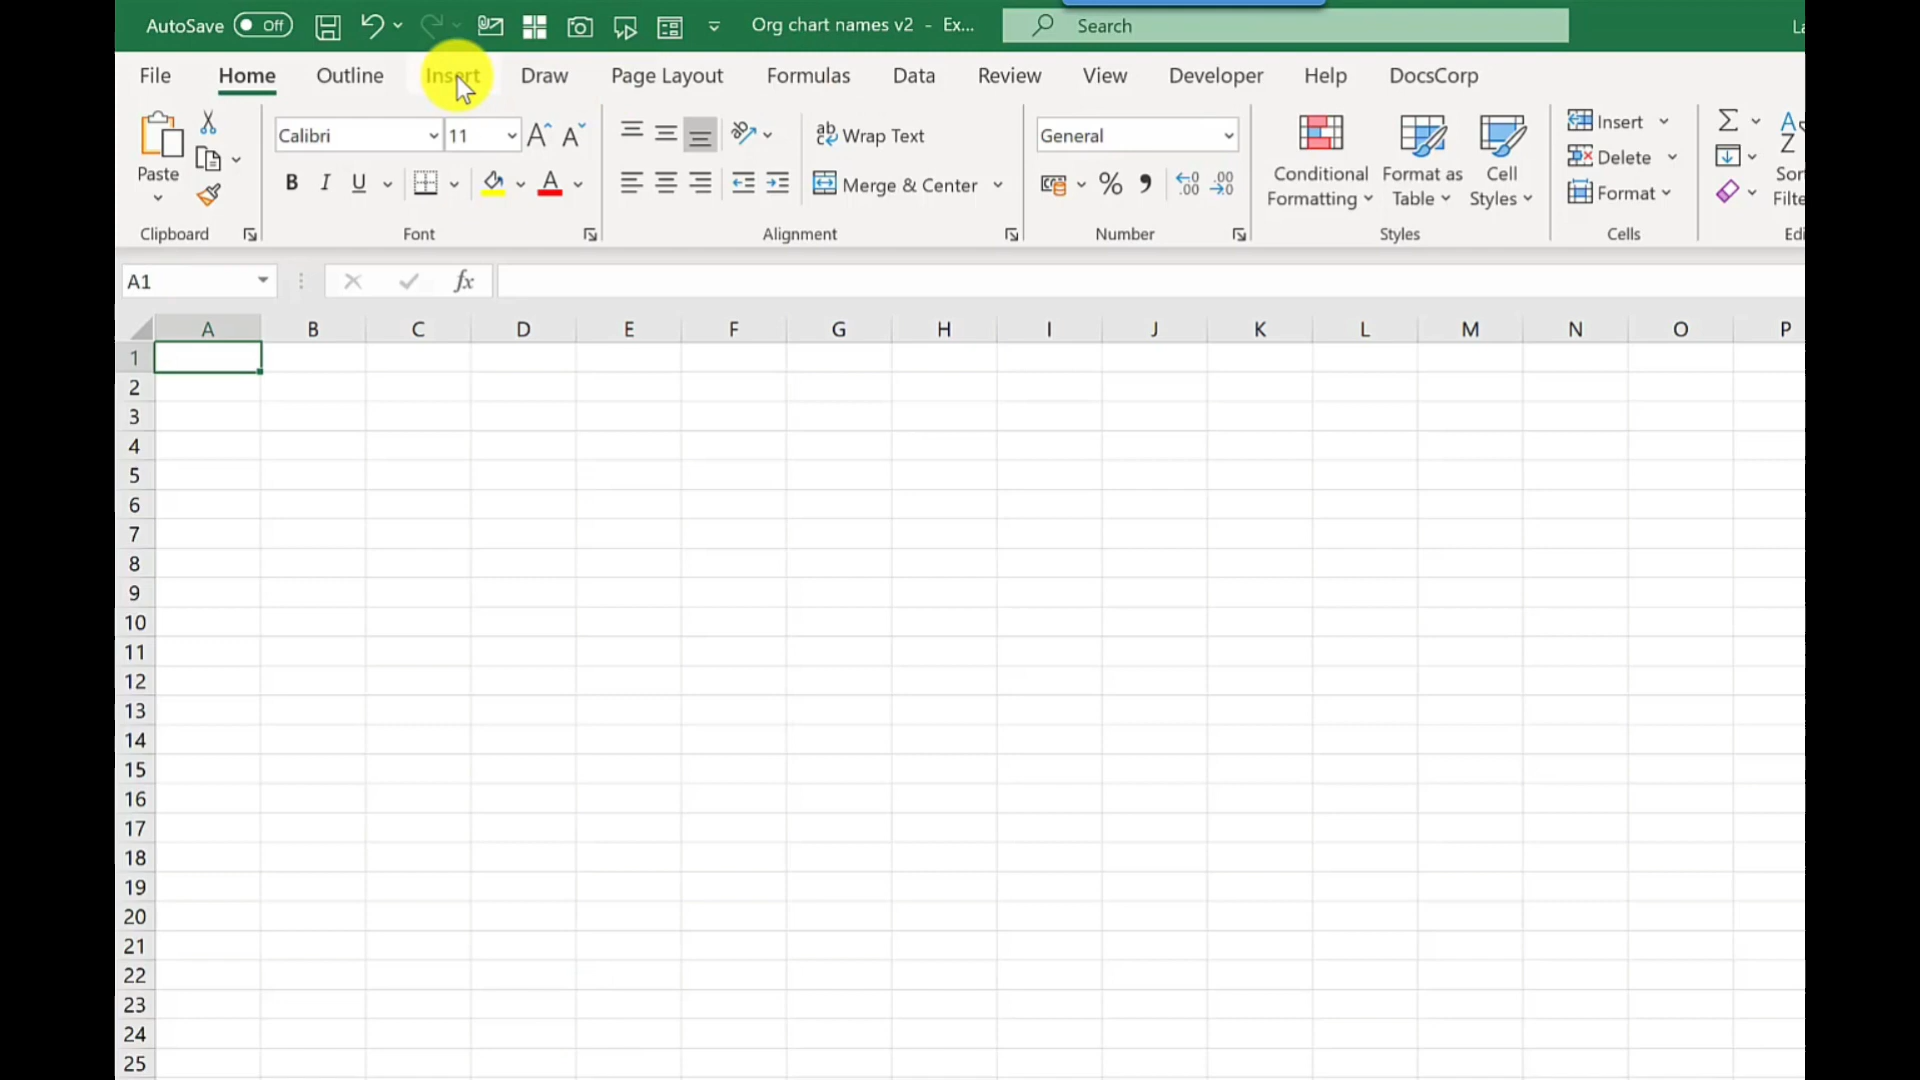 AutoSave Off Org chart names v2 - Ex... Search
File Home Outline Insert Draw Page Layout Formulas Data Review View Developer Help DocsCorp
Paste
Clipboard
Calibri 11
B I U A
Font
ab Wrap Text
Merge & Center
Alignment
General
% 
Number
Conditional Formatting
Format as Table
Cell Styles
Styles
Insert
Delete
Format
Cells
A1 fx
A B C D E F G H I J K L M N O P
1
2
3
4
5
6
7
8
9
10
11
12
13
14
15
16
17
18
19
20
21
22
23
24
25